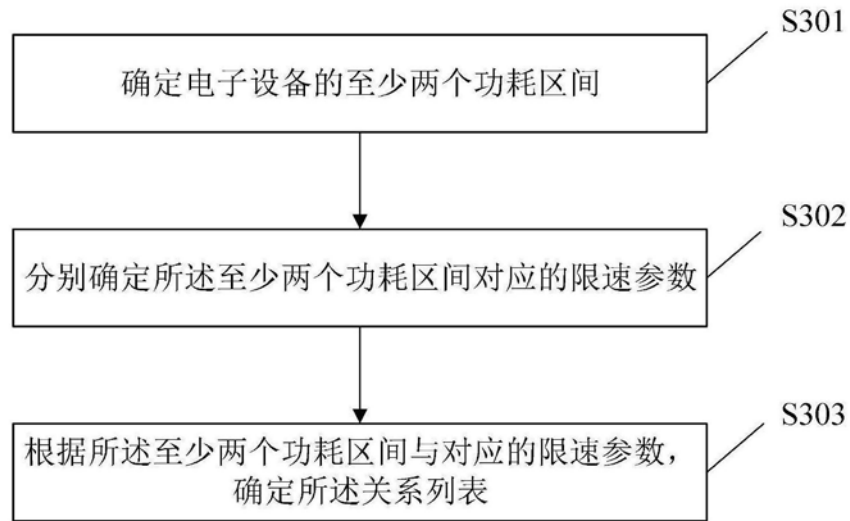 S301
确定电子设备的至少两个功耗区间
S302
分别确定所述至少两个功耗区间对应的限速参数
S303
根据所述至少两个功耗区间与对应的限速参数，
确定所述关系列表